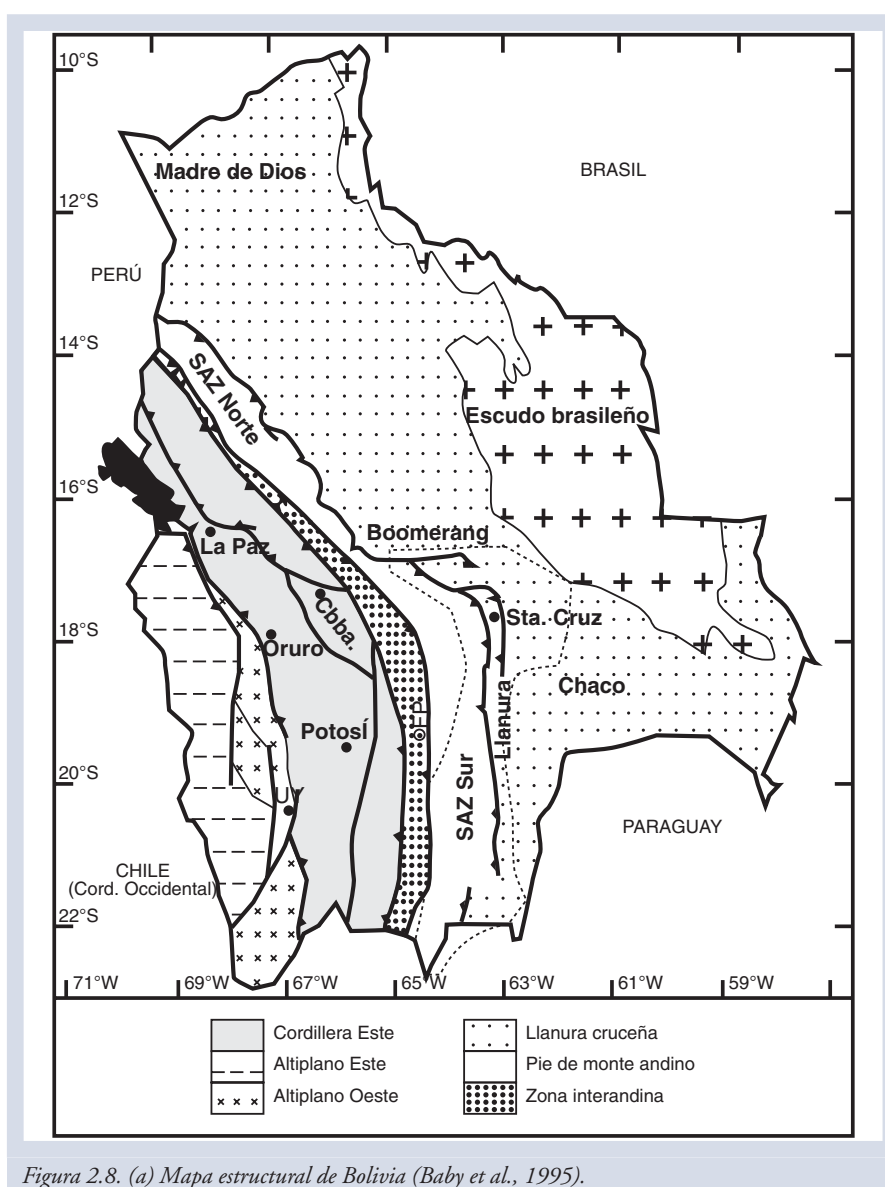 10°S
Madre de Dios
BRASIL
12°S
PERÚ
14°S
SAZ Norte
Escudo brasileño
16°S
Boomerang
La Paz
Cbba.
Sta. Cruz
18°S
Oruro
Chaco
Llanura
PotosÍ
CFP
20°S
UY
SAZ Sur
PARAGUAY
CHILE
(Cord. Occidental)
22°S
71°W 69°W 67°W 65°W 63°W 61°W 59°W
Cordillera Este
Altiplano Este
Altiplano Oeste
Llanura cruceña
Pie de monte andino
Zona interandina
Figura 2.8. (a) Mapa estructural de Bolivia (Baby et al., 1995).